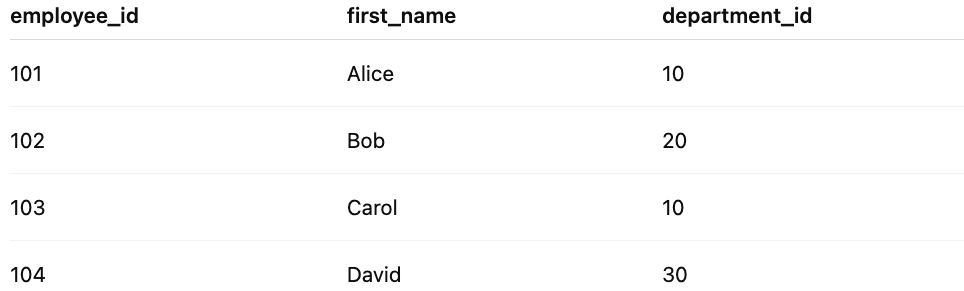 employee_id first_name department_id
101 Alice 10
102 Bob 20
103 Carol 10
104 David 30